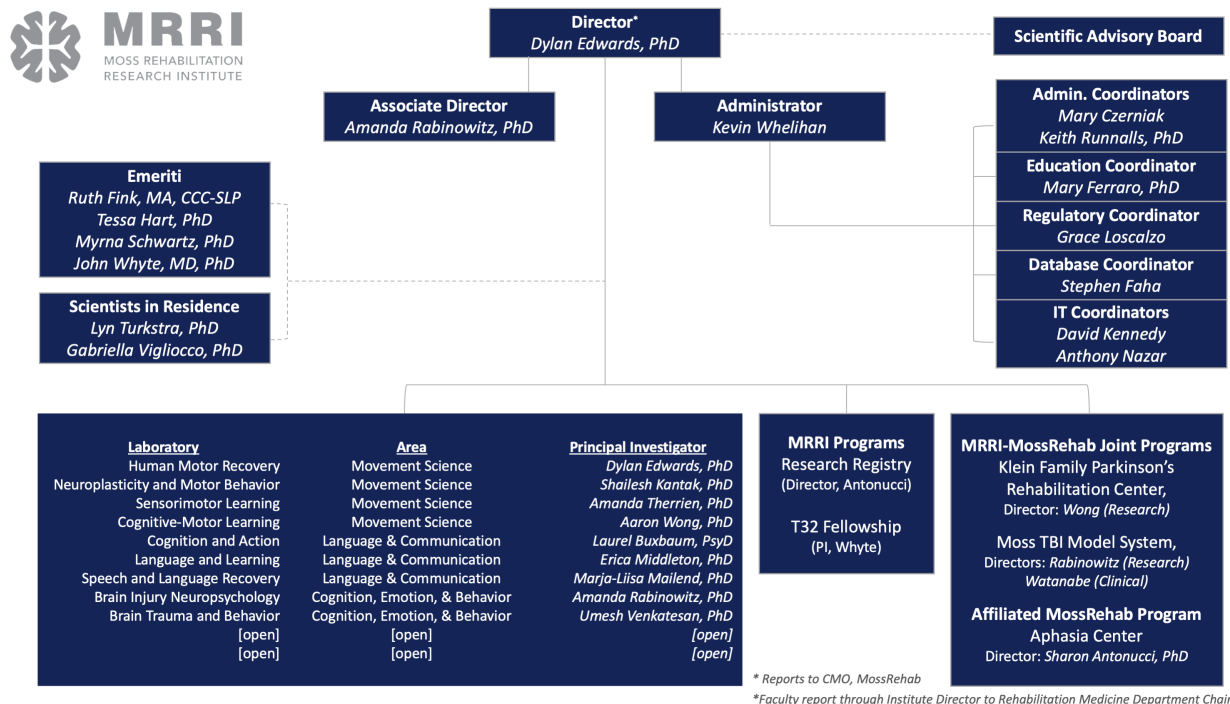 MRRI
MOSS REHABILITATION
RESEARCH INSTITUTE
Director*
Dylan Edwards, PhD
Scientific Advisory Board
Associate Director
Amanda Rabinowitz, PhD
Administrator
Kevin Whelihan
Admin. Coordinators
Mary Czerniak
Keith Runnalls, PhD
Education Coordinator
Mary Ferraro, PhD
Regulatory Coordinator
Grace Loscalzo
Database Coordinator
Stephen Faha
IT Coordinators
David Kennedy
Anthony Nazar
Emeriti
Ruth Fink, MA, CCC-SLP
Tessa Hart, PhD
Myrna Schwartz, PhD
John Whyte, MD, PhD
Scientists in Residence
Lyn Turkstra, PhD
Gabriella Vigliocco, PhD
Laboratory Area Principal Investigator
Human Motor Recovery Movement Science Dylan Edwards, PhD
Neuroplasticity and Motor Behavior Movement Science Shailesh Kantak, PhD
Sensorimotor Learning Movement Science Amanda Therrien, PhD
Cognitive-Motor Learning Movement Science Aaron Wong, PhD
Cognition and Action Language & Communication Laurel Buxbaum, PsyD
Language and Learning Language & Communication Erica Middleton, PhD
Speech and Language Recovery Language & Communication Marja-Liisa Mailend, PhD
Brain Injury Neuropsychology Cognition, Emotion, & Behavior Amanda Rabinowitz, PhD
Brain Trauma and Behavior Cognition, Emotion, & Behavior Umesh Venkatesan, PhD
[open] [open] [open]
[open] [open] [open]
MRRI Programs
Research Registry
(Director, Antonucci)
T32 Fellowship
(PI, Whyte)
MRRI-MossRehab Joint Programs
Klein Family Parkinson's
Rehabilitation Center,
Director: Wong (Research)
Moss TBI Model System,
Directors: Rabinowitz (Research)
Watanabe (Clinical)
Affiliated MossRehab Program
Aphasia Center
Director: Sharon Antonucci, PhD
* Reports to CMO, MossRehab
*Faculty report through Institute Director to Rehabilitation Medicine Department Chair